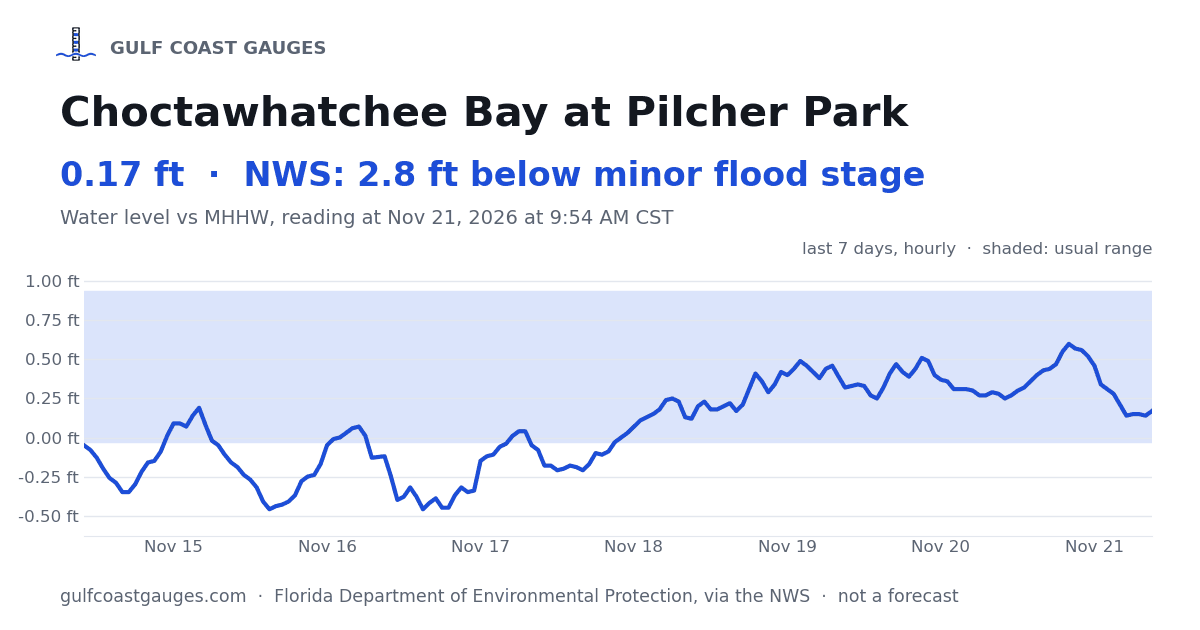 GULF COAST GAUGES
Choctawhatchee Bay at Pilcher Park
0.17 ft · NWS: 2.8 ft below minor flood stage
Water level vs MHHW, reading at Nov 21, 2026 at 9:54 AM CST
last 7 days, hourly · shaded: usual range
1.00 ft
0.75 ft
0.50 ft
0.25 ft
0.00 ft
-0.25 ft
-0.50 ft
Nov 15 Nov 16 Nov 17 Nov 18 Nov 19 Nov 20 Nov 21
gulfcoastgauges.com · Florida Department of Environmental Protection, via the NWS · not a forecast